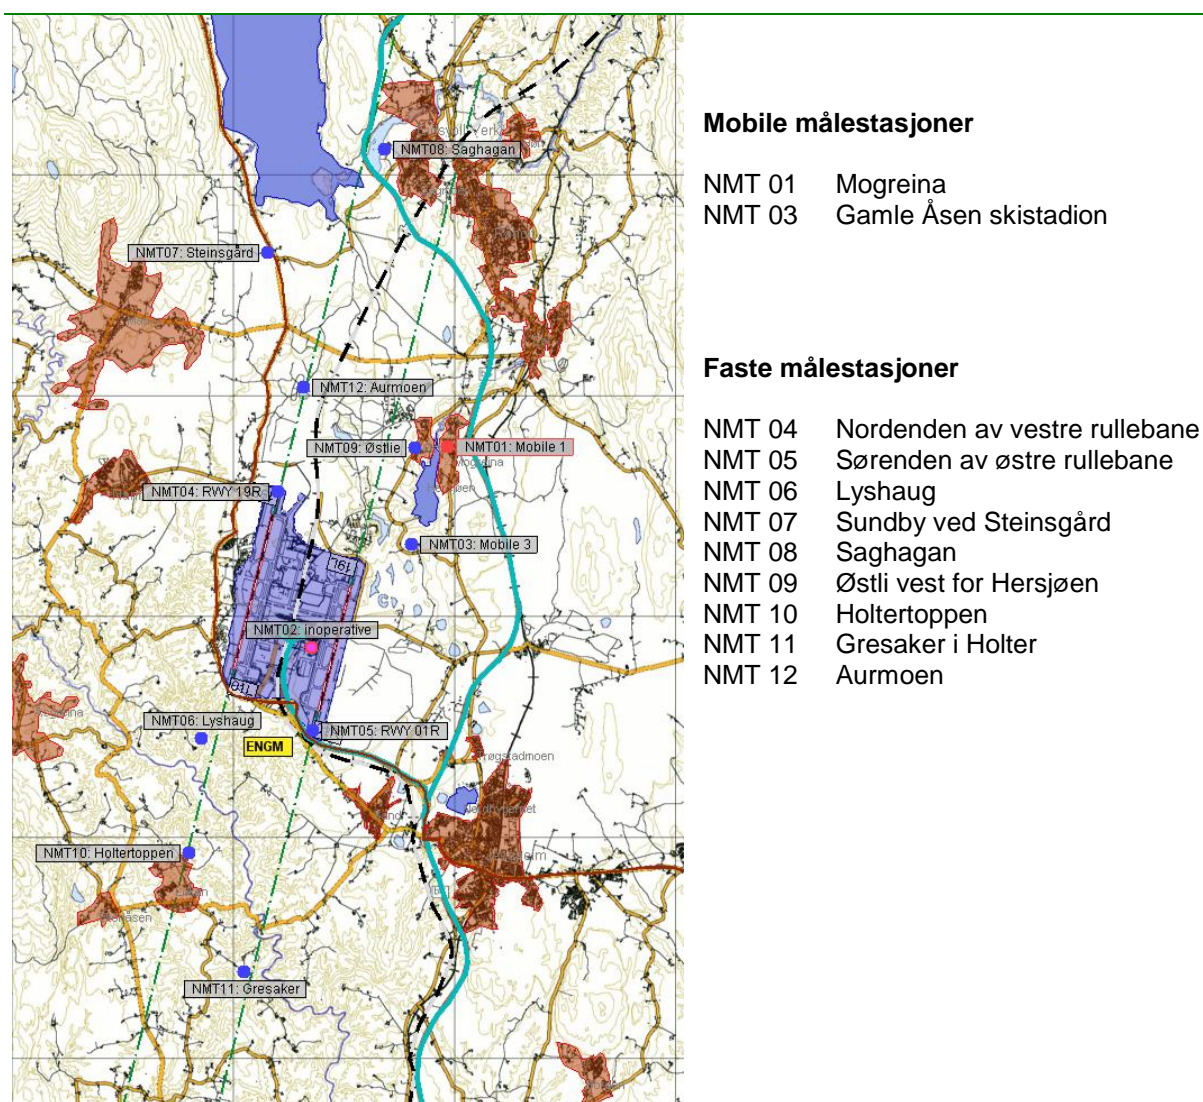 NMT08: Saghagan
NMT07: Steinsgård
NMT12: Aurmoen
NMT09: Østlie
NMT01: Mobile 1
Mogreina
NMT04: RWY 19R
NMT03: Mobile 3
19L
NMT02: inoperative
NMT06: Lyshaug
NMT05: RWY 01R
ENGM
NMT10: Holtertoppen
NMT11: Gresaker
Mobile målestasjoner
NMT 01 Mogreina
NMT 03 Gamle Åsen skistadion
Faste målestasjoner
NMT 04 Nordenden av vestre rullebane
NMT 05 Sørenden av østre rullebane
NMT 06 Lyshaug
NMT 07 Sundby ved Steinsgård
NMT 08 Saghagan
NMT 09 Østli vest for Hersjøen
NMT 10 Holtertoppen
NMT 11 Gresaker i Holter
NMT 12 Aurmoen